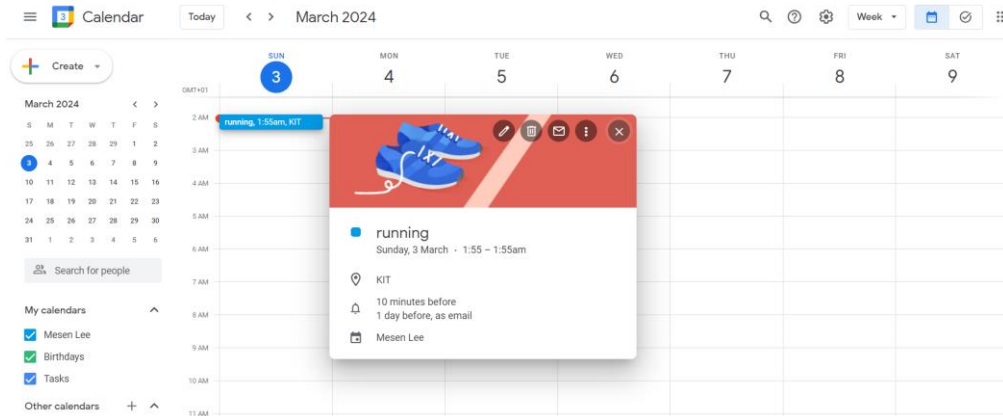 3 Calendar Today March 2024 Week
Create
SUN MON TUE WED THU FRI SAT
3 4 5 6 7 8 9
GMT+01
March 2024
S M T W T F S
25 26 27 28 29 1 2
3 4 5 6 7 8 9
10 11 12 13 14 15 16
17 18 19 20 21 22 23
24 25 26 27 28 29 30
31 1 2 3 4 5 6
Search for people
My calendars
Mesen Lee
Birthdays
Tasks
Other calendars
2 AM
3 AM
4 AM
5 AM
6 AM
7 AM
8 AM
9 AM
10 AM
11 AM
running, 1:55am, KIT
running
Sunday, 3 March · 1:55 – 1:55am
KIT
10 minutes before
1 day before, as email
Mesen Lee